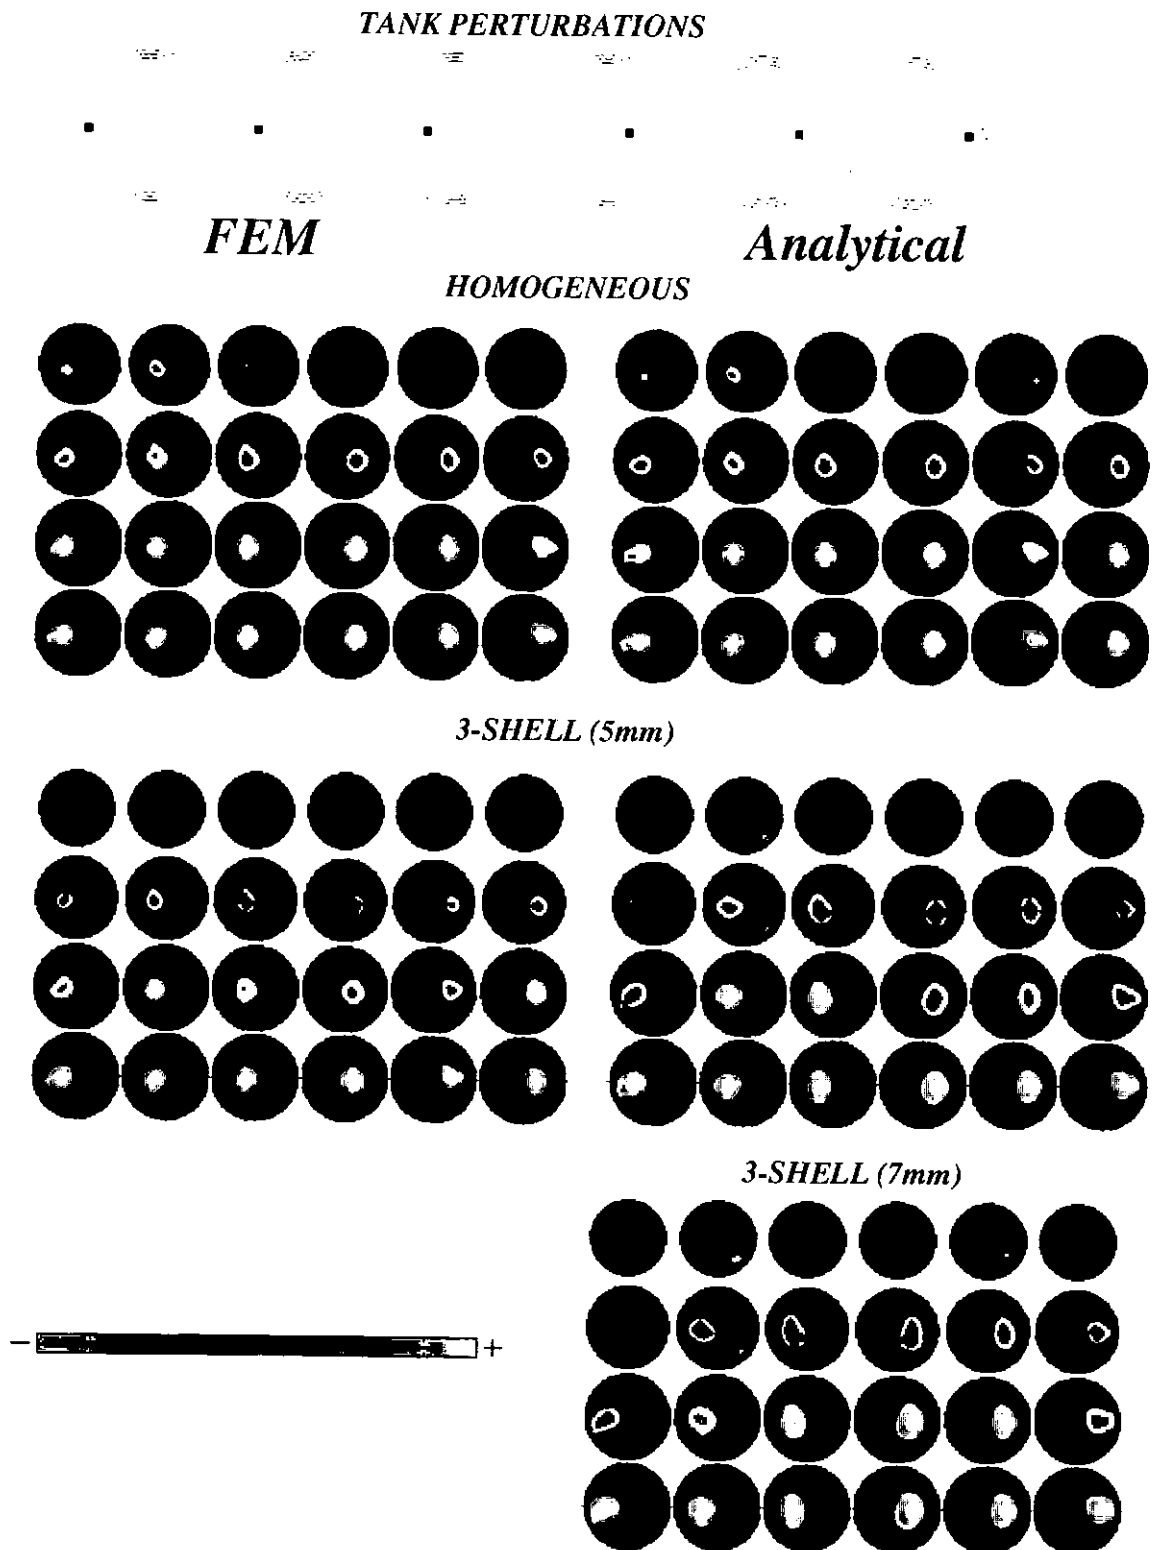 TANK PERTURBATIONS
FEM
Analytical
HOMOGENEOUS
3-SHELL (5mm)
3-SHELL (7mm)
− +